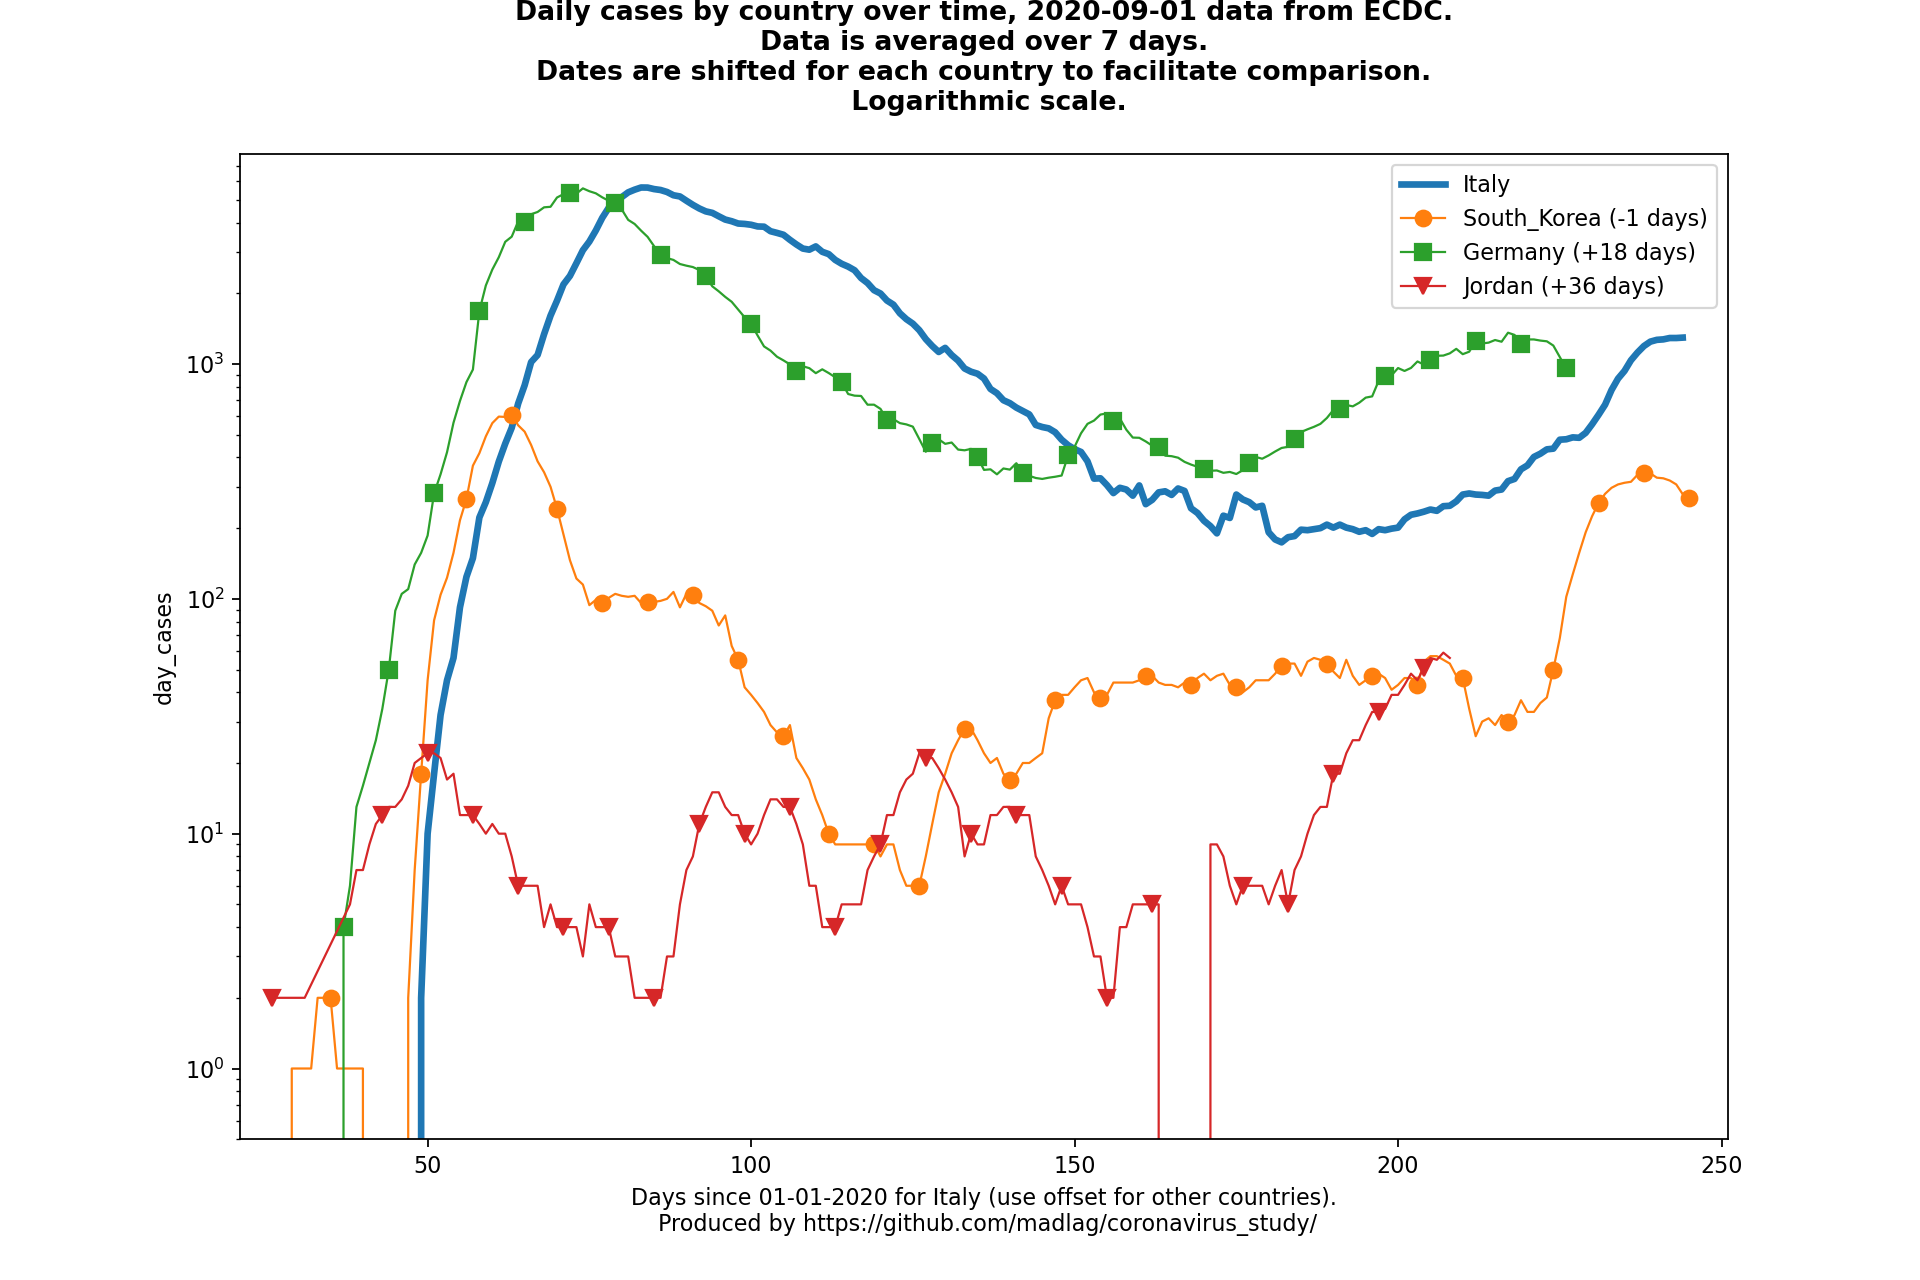 Daily cases by country over time, 2020-09-01 data from ECDC.
Data is averaged over 7 days.
Dates are shifted for each country to facilitate comparison.
Logarithmic scale.
Italy
South_Korea (-1 days)
Germany (+18 days)
Jordan (+36 days)
day_cases
10³
10²
10¹
10⁰
50
100
150
200
250
Days since 01-01-2020 for Italy (use offset for other countries).
Produced by https://github.com/madlag/coronavirus_study/